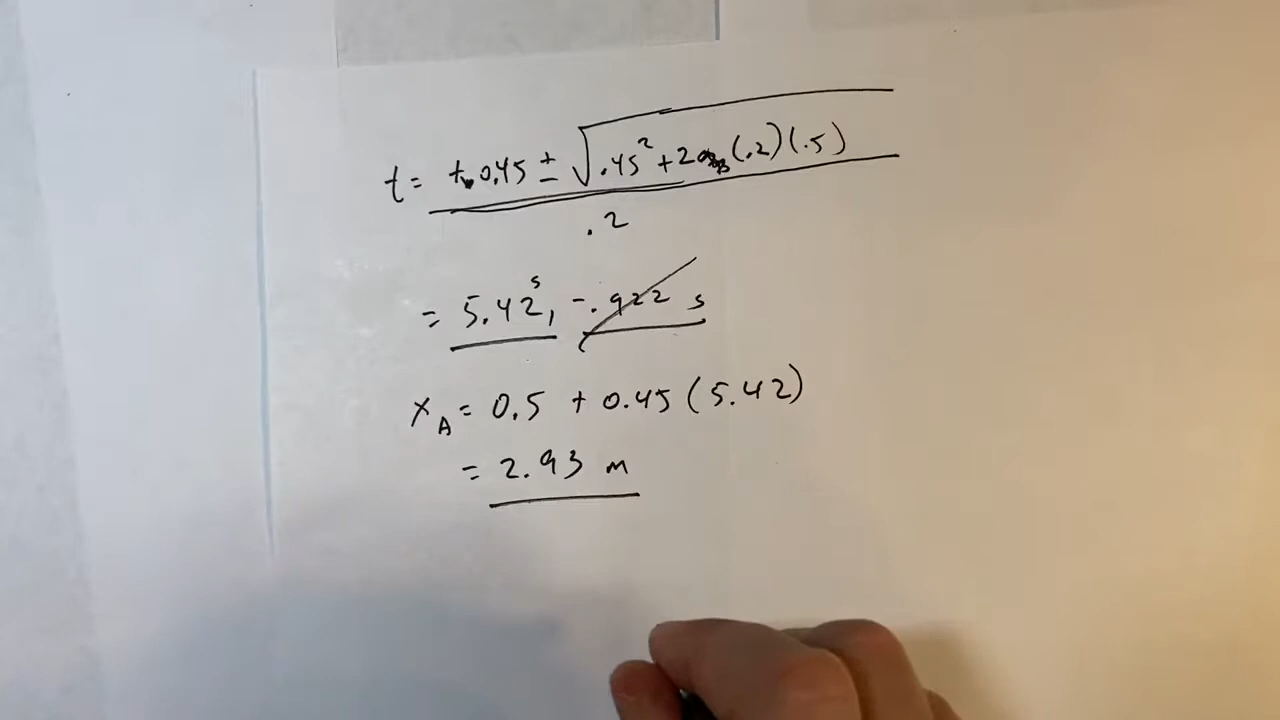 t = +0.45 ± √.45² + 2(.2)(.5)
.2
= 5.42 s, -.922 s
x_A = 0.5 + 0.45 (5.42)
= 2.93 m